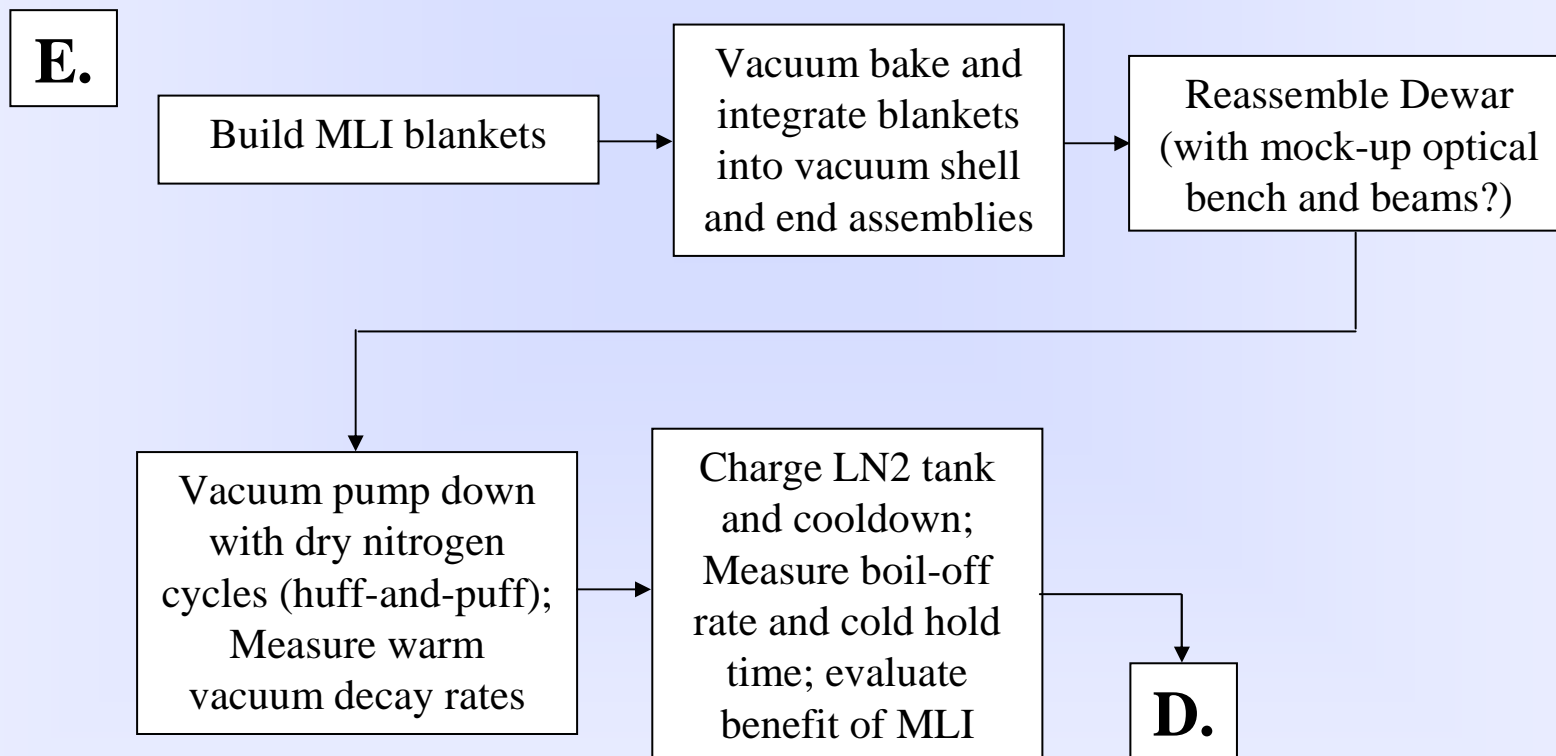 E.
Build MLI blankets
Vacuum bake and
integrate blankets
into vacuum shell
and end assemblies
Reassemble Dewar
(with mock-up optical
bench and beams?)
Vacuum pump down
with dry nitrogen
cycles (huff-and-puff);
Measure warm
vacuum decay rates
Charge LN2 tank
and cooldown;
Measure boil-off
rate and cold hold
time; evaluate
benefit of MLI
D.